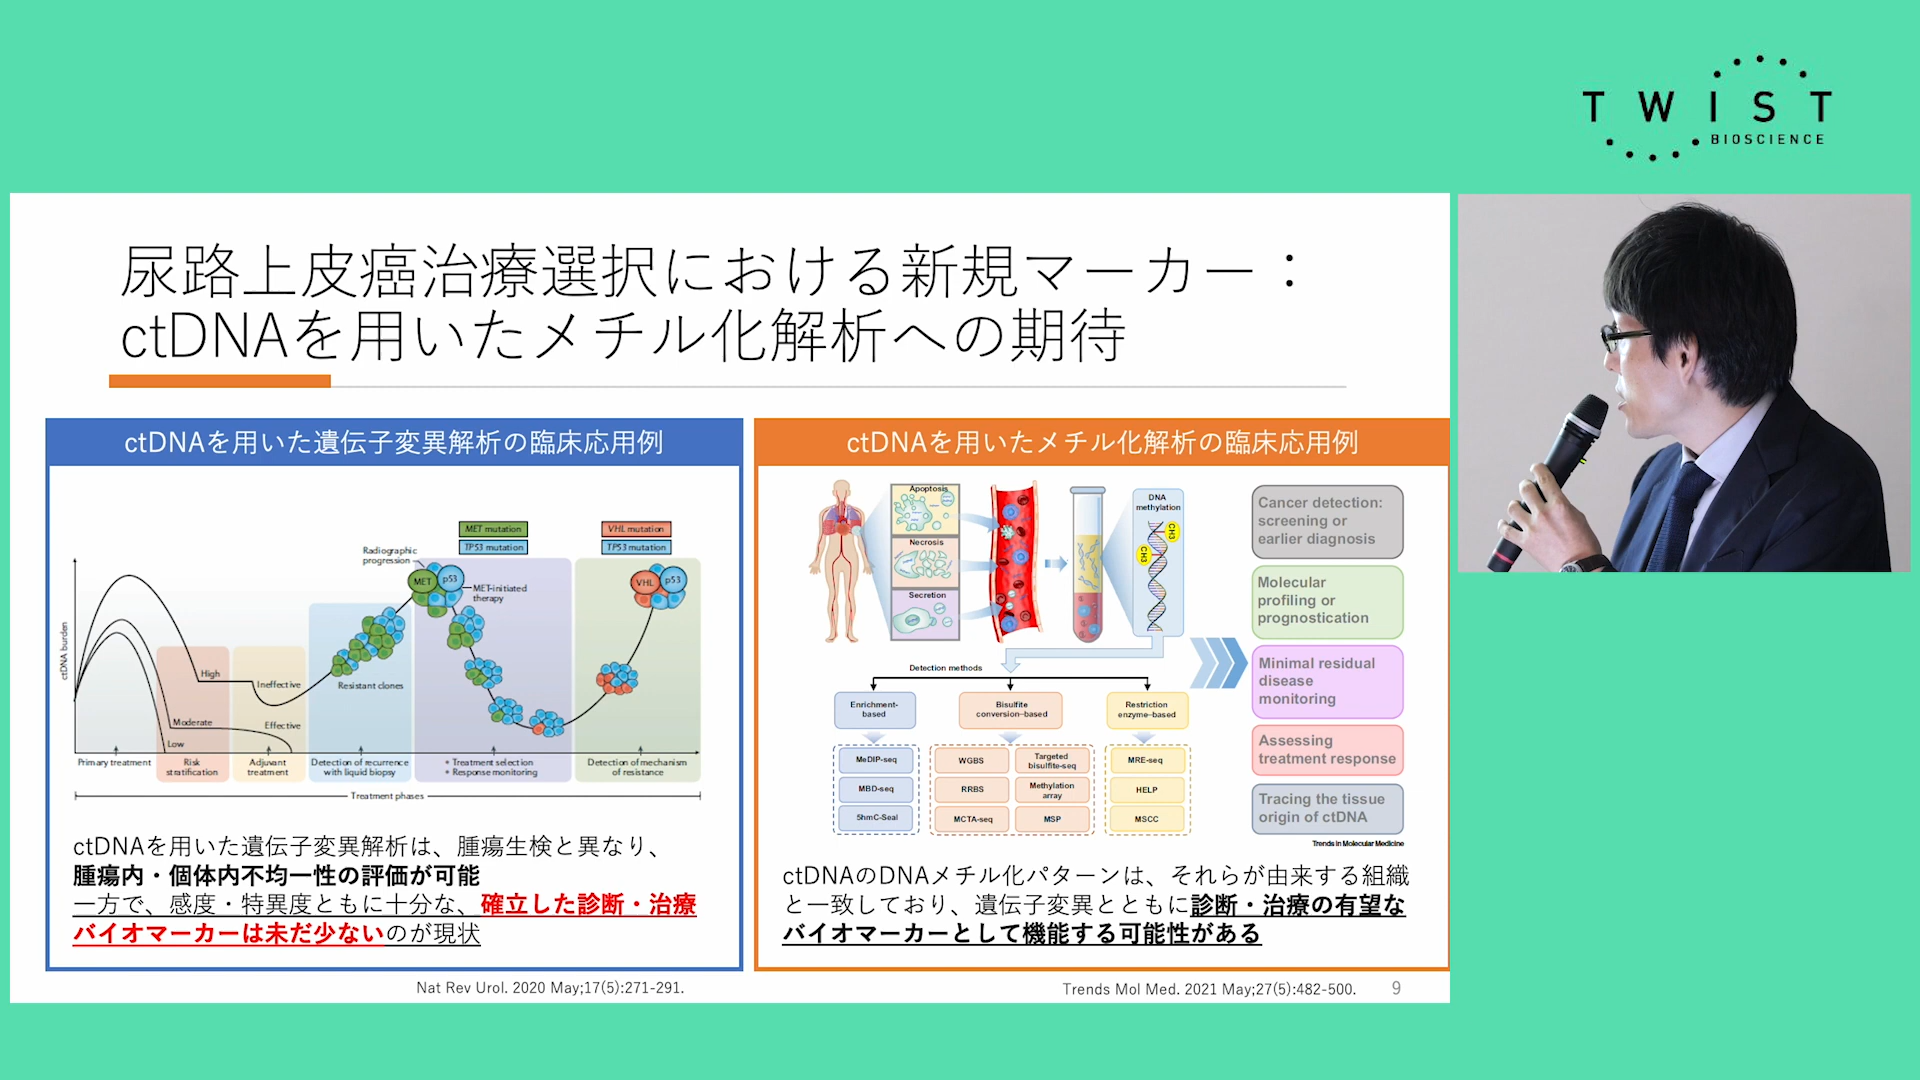 TWIST
BIOSCIENCE
尿路上皮癌治療選択における新規マーカー：
ctDNAを用いたメチル化解析への期待
ctDNAを用いた遺伝子変異解析の臨床応用例
MET mutation
TP53 mutation
VHL mutation
TP53 mutation
Radiographic
progression
MET
p53
MET-initiated
therapy
VHL
p53
ctDNA burden
High
Moderate
Low
Ineffective
Effective
Resistant clones
Primary treatment
Risk
stratification
Adjuvant
treatment
Detection of recurrence
with liquid biopsy
• Treatment selection
• Response monitoring
Detection of mechanism
of resistance
Treatment phases
ctDNAを用いた遺伝子変異解析は、腫瘍生検と異なり、
腫瘍内・個体内不均一性の評価が可能
一方で、感度・特異度ともに十分な、確立した診断・治療
バイオマーカーは未だ少ないのが現状
Nat Rev Urol. 2020 May;17(5):271-291.
ctDNAを用いたメチル化解析の臨床応用例
Apoptosis
Necrosis
Secretion
DNA
methylation
CH3
CH3
Detection methods
Enrichment-
based
Bisulfite
conversion–based
Restriction
enzyme–based
MeDIP-seq
MBD-seq
5hmC-Seal
WGBS
RRBS
MCTA-seq
Targeted
bisulfite-seq
Methylation
array
MSP
MRE-seq
HELP
MSCC
Cancer detection:
screening or
earlier diagnosis
Molecular
profiling or
prognostication
Minimal residual
disease
monitoring
Assessing
treatment response
Tracing the tissue
origin of ctDNA
Trends in Molecular Medicine
ctDNAのDNAメチル化パターンは、それらが由来する組織
と一致しており、遺伝子変異とともに診断・治療の有望な
バイオマーカーとして機能する可能性がある
Trends Mol Med. 2021 May;27(5):482-500.
9